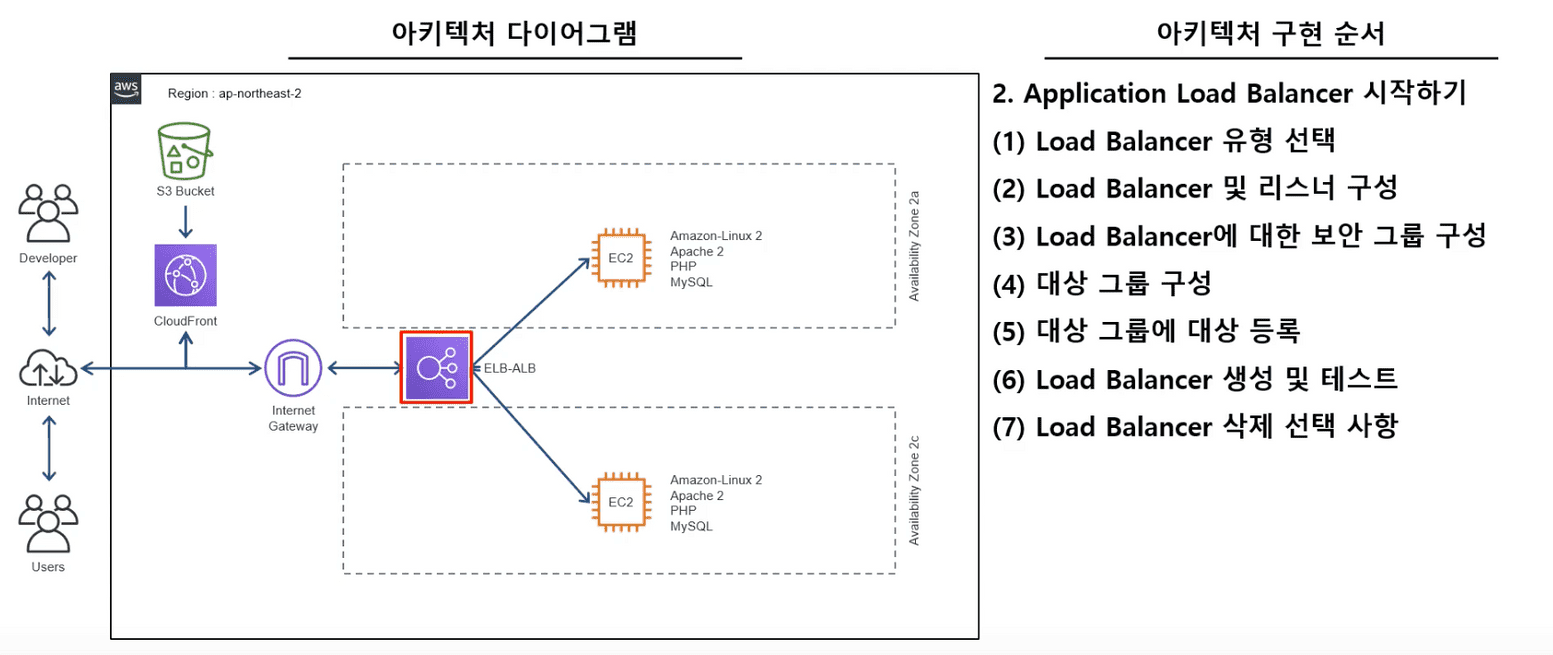 아키텍처 다이어그램
aws
Region : ap-northeast-2
S3 Bucket
CloudFront
Developer
Internet
Users
Internet
Gateway
ELB-ALB
EC2
Amazon-Linux 2
Apache 2
PHP
MySQL
Availability Zone 2a
EC2
Amazon-Linux 2
Apache 2
PHP
MySQL
Availability Zone 2c
아키텍처 구현 순서
2. Application Load Balancer 시작하기
(1) Load Balancer 유형 선택
(2) Load Balancer 및 리스너 구성
(3) Load Balancer에 대한 보안 그룹 구성
(4) 대상 그룹 구성
(5) 대상 그룹에 대상 등록
(6) Load Balancer 생성 및 테스트
(7) Load Balancer 삭제 선택 사항